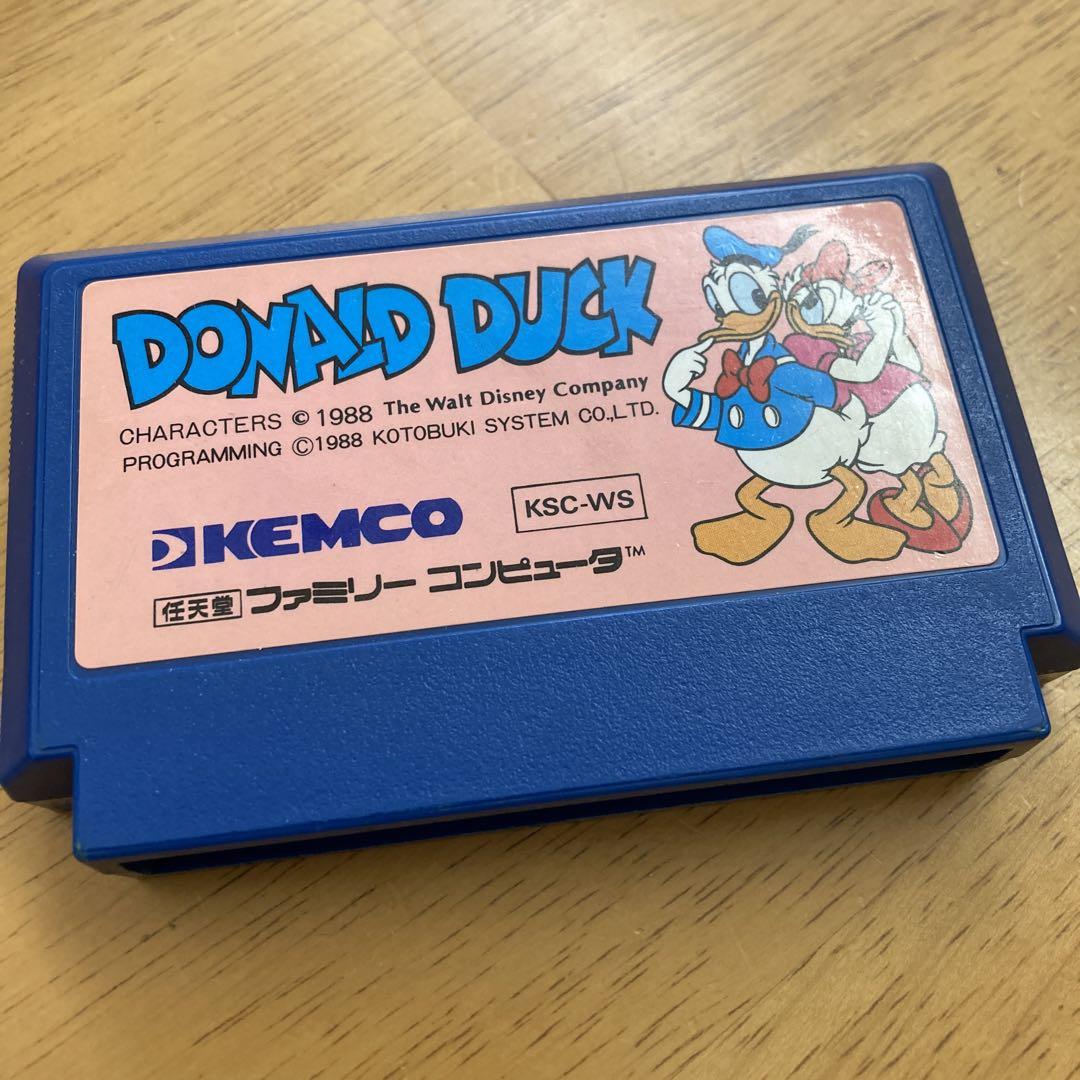 DONALD DUCK
CHARACTERS © 1988 The Walt Disney Company
PROGRAMMING ©1988 KOTOBUKI SYSTEM CO.,LTD.
KEMCO
KSC-WS
任天堂 ファミリー コンピュータ™